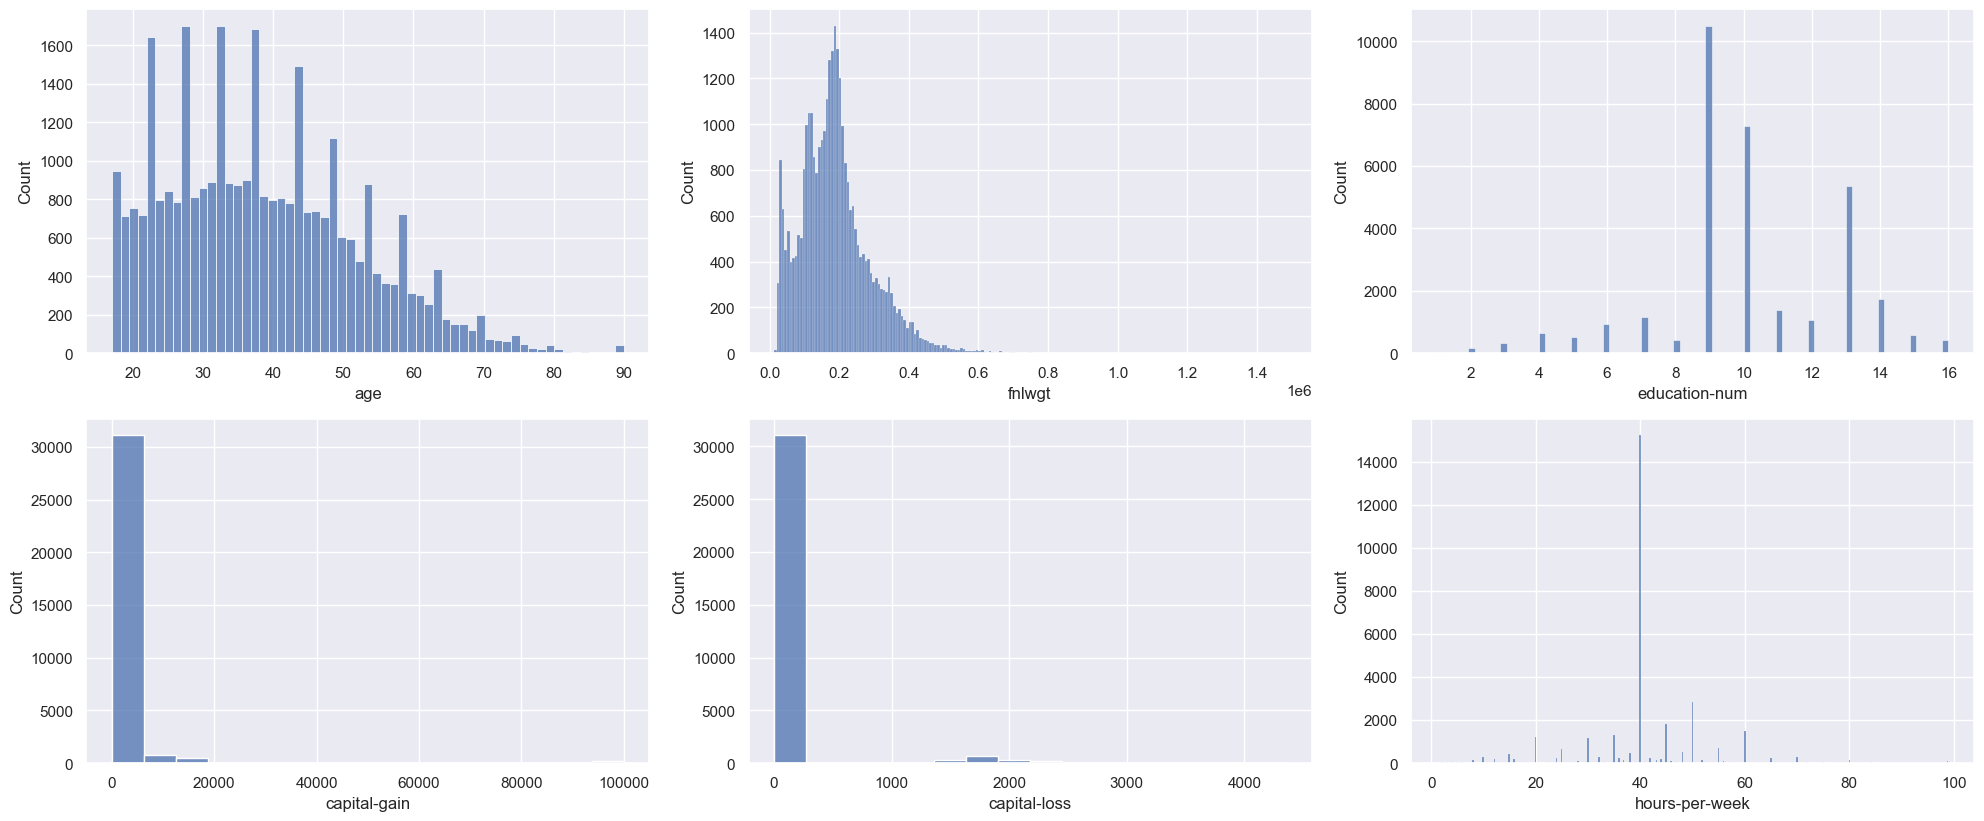 1600
1400
1200
1000
800
600
400
200
0
Count
20 30 40 50 60 70 80 90
age
1400
1200
1000
800
600
400
200
0
Count
0.0 0.2 0.4 0.6 0.8 1.0 1.2 1.4
1e6
fnlwgt
10000
8000
6000
4000
2000
0
Count
2 4 6 8 10 12 14 16
education-num
30000
25000
20000
15000
10000
5000
0
Count
0 20000 40000 60000 80000 100000
capital-gain
30000
25000
20000
15000
10000
5000
0
Count
0 1000 2000 3000 4000
capital-loss
14000
12000
10000
8000
6000
4000
2000
0
Count
0 20 40 60 80 100
hours-per-week